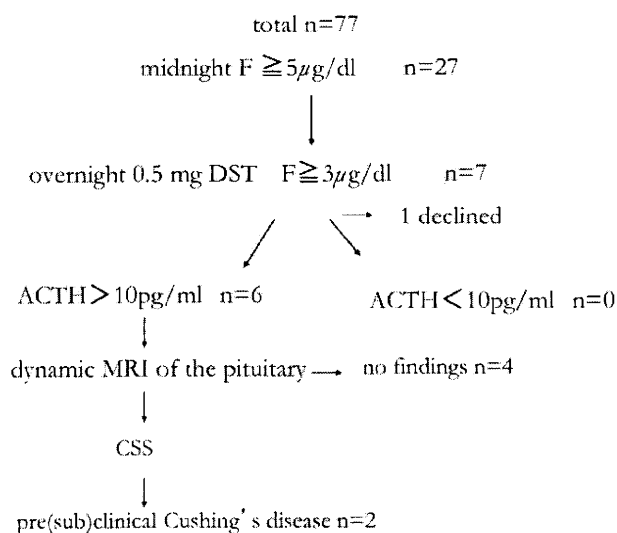 total n=77
midnight F ≧5μg/dl n=27
overnight 0.5 mg DST F≧3μg/dl n=7
1 declined
ACTH＞10pg/ml n=6
ACTH＜10pg/ml n=0
dynamic MRI of the pituitary
no findings n=4
CSS
pre(sub)clinical Cushing's disease n=2